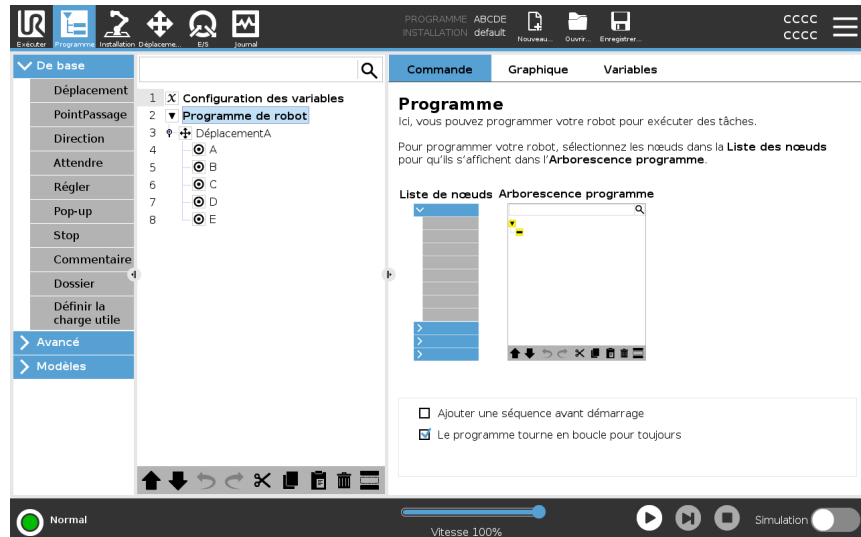 UR
PROGRAMME ABCDE
INSTALLATION default
CCCC
CCCC
Exécuter Programme Installation Déplaceme... E/S Journal
Nouveau... Ouvrir... Enregistrer...
De base
Déplacement
PointPassage
Direction
Attendre
Régler
Pop-up
Stop
Commentaire
Dossier
Définir la
charge utile
Avancé
Modèles
1 X Configuration des variables
2 Programme de robot
3 DéplacementA
4 A
5 B
6 C
7 D
8 E
Commande Graphique Variables
Programme
Ici, vous pouvez programmer votre robot pour exécuter des tâches.
Pour programmer votre robot, sélectionnez les nœuds dans la Liste des nœuds
pour qu'ils s'affichent dans l'Arborescence programme.
Liste de nœuds Arborescence programme
Ajouter une séquence avant démarrage
Le programme tourne en boucle pour toujours
Normal
Vitesse 100%
Simulation